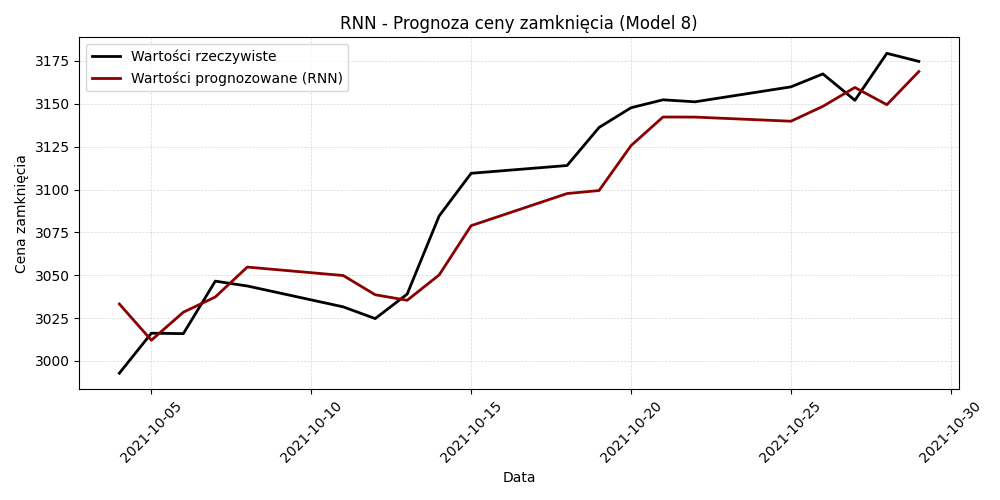 RNN - Prognoza ceny zamknięcia (Model 8)
Wartości rzeczywiste
Wartości prognozowane (RNN)
Cena zamknięcia
3175
3150
3125
3100
3075
3050
3025
3000
2021-10-05
2021-10-10
2021-10-15
2021-10-20
2021-10-25
2021-10-30
Data